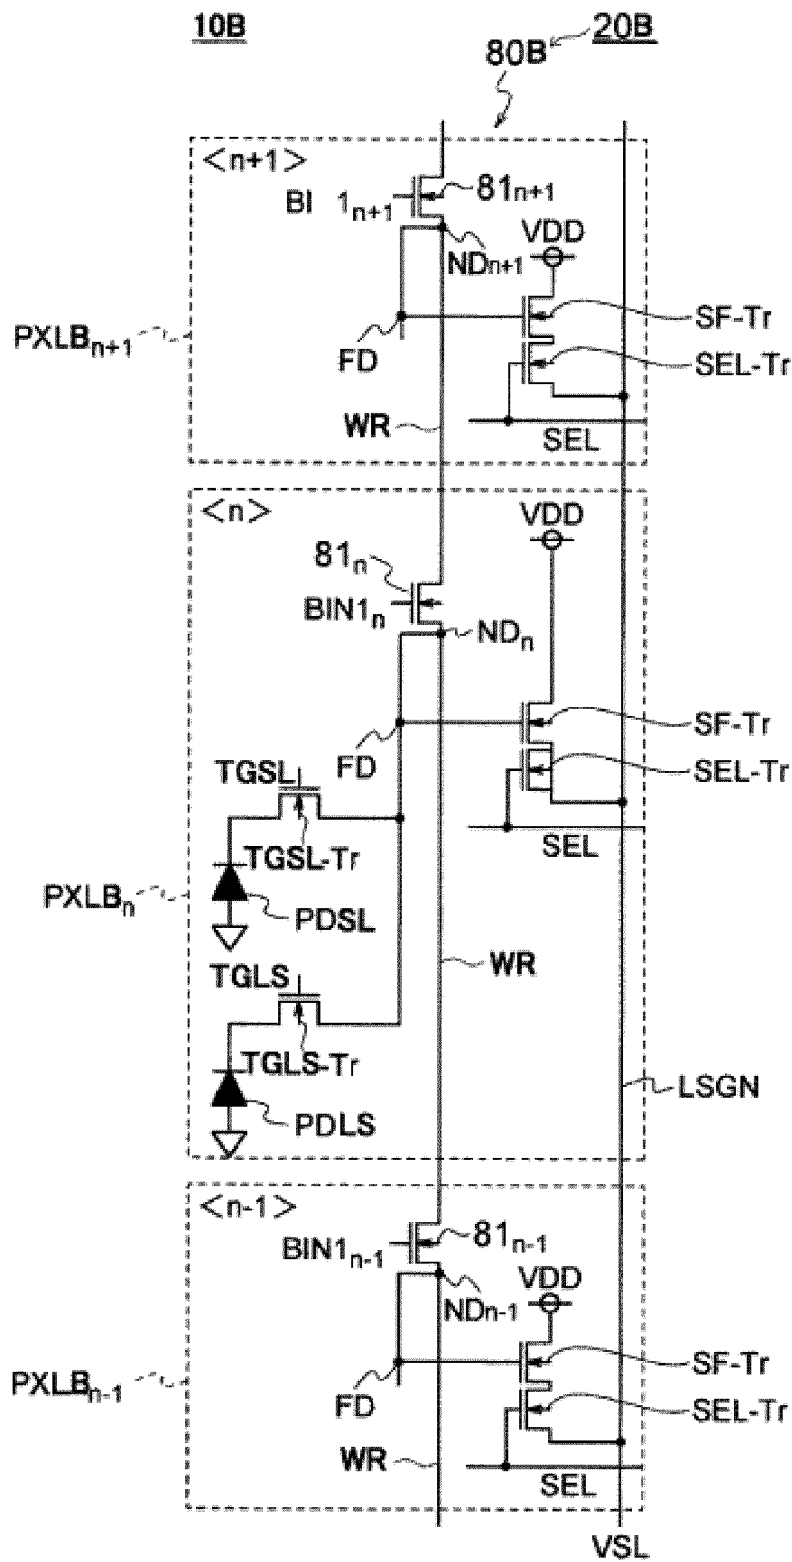 10B
20B
80B
<n+1>
BI 1n+1
81n+1
NDn+1
VDD
SF-Tr
PXLBn+1
FD
SEL-Tr
WR
SEL
<n>
VDD
81n
BIN1n
NDn
SF-Tr
FD
TGSL
SEL-Tr
SEL
TGSL-Tr
PXLBn
PDSL
WR
TGLS
TGLS-Tr
LSGN
PDLS
<n-1>
BIN1n-1
81n-1
VDD
NDn-1
SF-Tr
PXLBn-1
FD
SEL-Tr
WR
SEL
VSL